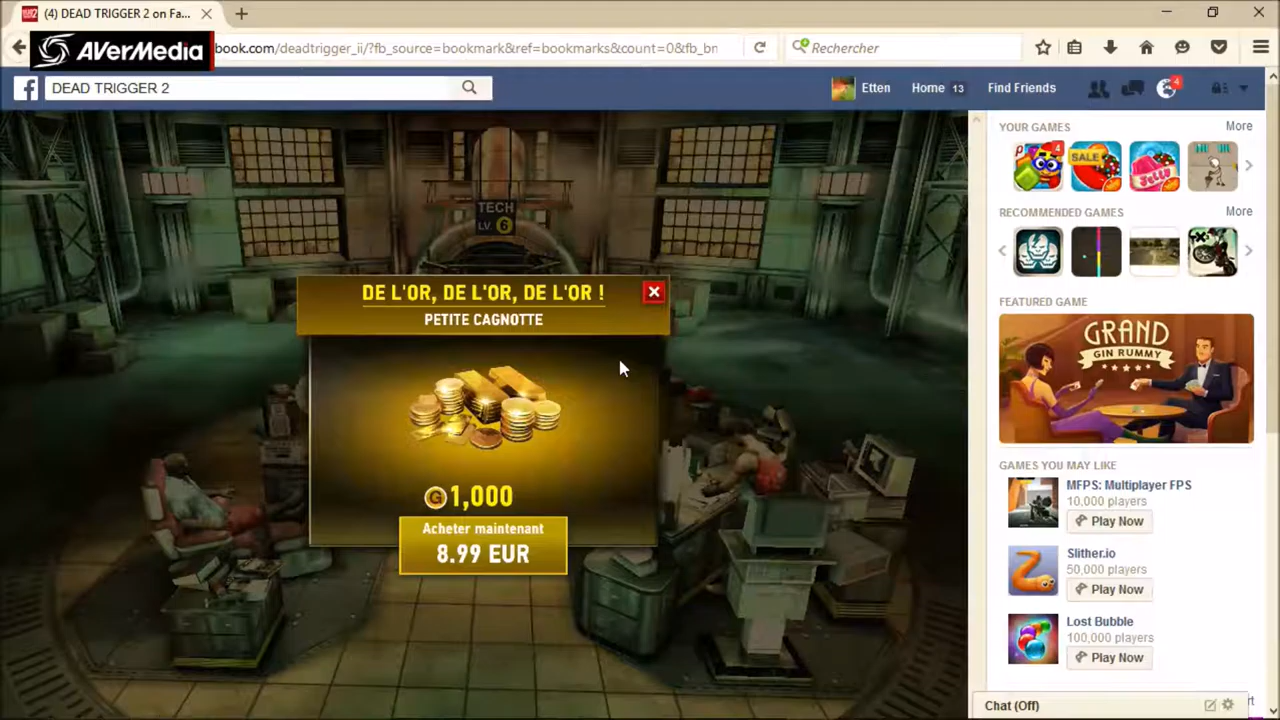 (4) DEAD TRIGGER 2 on Fa...
AVerMedia
book.com/deadtrigger_ii/?fb_source=bookmark&ref=bookmarks&count=0&fb_bn
Rechercher
DEAD TRIGGER 2
Etten
Home 13
Find Friends
4
YOUR GAMES
More
4
SALE
RECOMMENDED GAMES
More
TECH
LV. 6
DE L'OR, DE L'OR, DE L'OR !
PETITE CAGNOTTE
G 1,000
Acheter maintenant
8.99 EUR
FEATURED GAME
GRAND
GIN RUMMY
GAMES YOU MAY LIKE
MFPS: Multiplayer FPS
10,000 players
Play Now
Slither.io
50,000 players
Play Now
Lost Bubble
100,000 players
Play Now
Chat (Off)